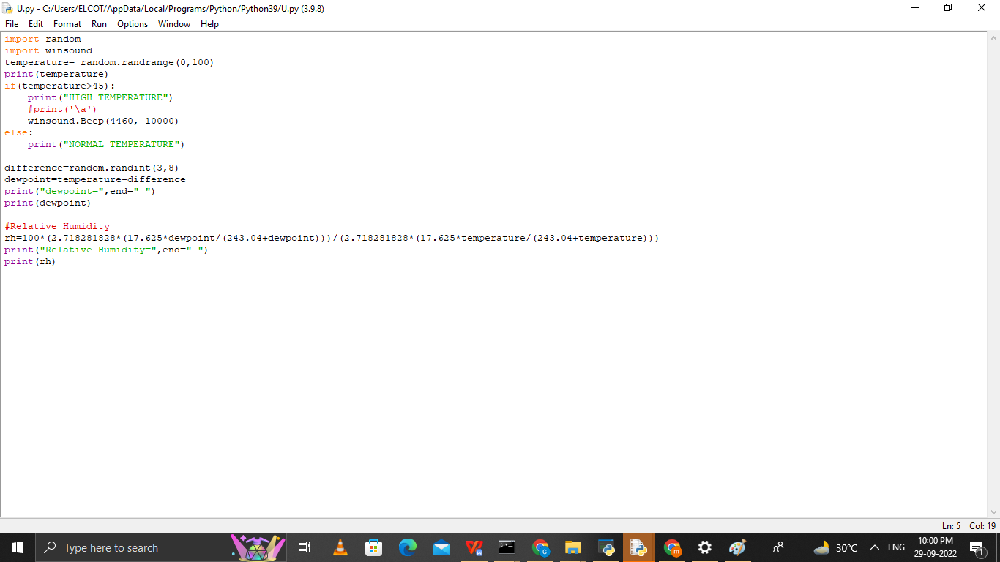 U.py - C:/Users/ELCOT/AppData/Local/Programs/Python/Python39/U.py (3.9.8)
File Edit Format Run Options Window Help
import random
import winsound
temperature= random.randrange(0,100)
print(temperature)
if(temperature>45):
    print("HIGH TEMPERATURE")
    #print('\a')
    winsound.Beep(4460, 10000)
else:
    print("NORMAL TEMPERATURE")

difference=random.randint(3,8)
dewpoint=temperature-difference
print("dewpoint=",end=" ")
print(dewpoint)

#Relative Humidity
rh=100*(2.718281828*(17.625*dewpoint/(243.04+dewpoint)))/(2.718281828*(17.625*temperature/(243.04+temperature)))
print("Relative Humidity=",end=" ")
print(rh)
Ln: 5 Col: 19
Type here to search
30°C
ENG
10:00 PM
29-09-2022
1